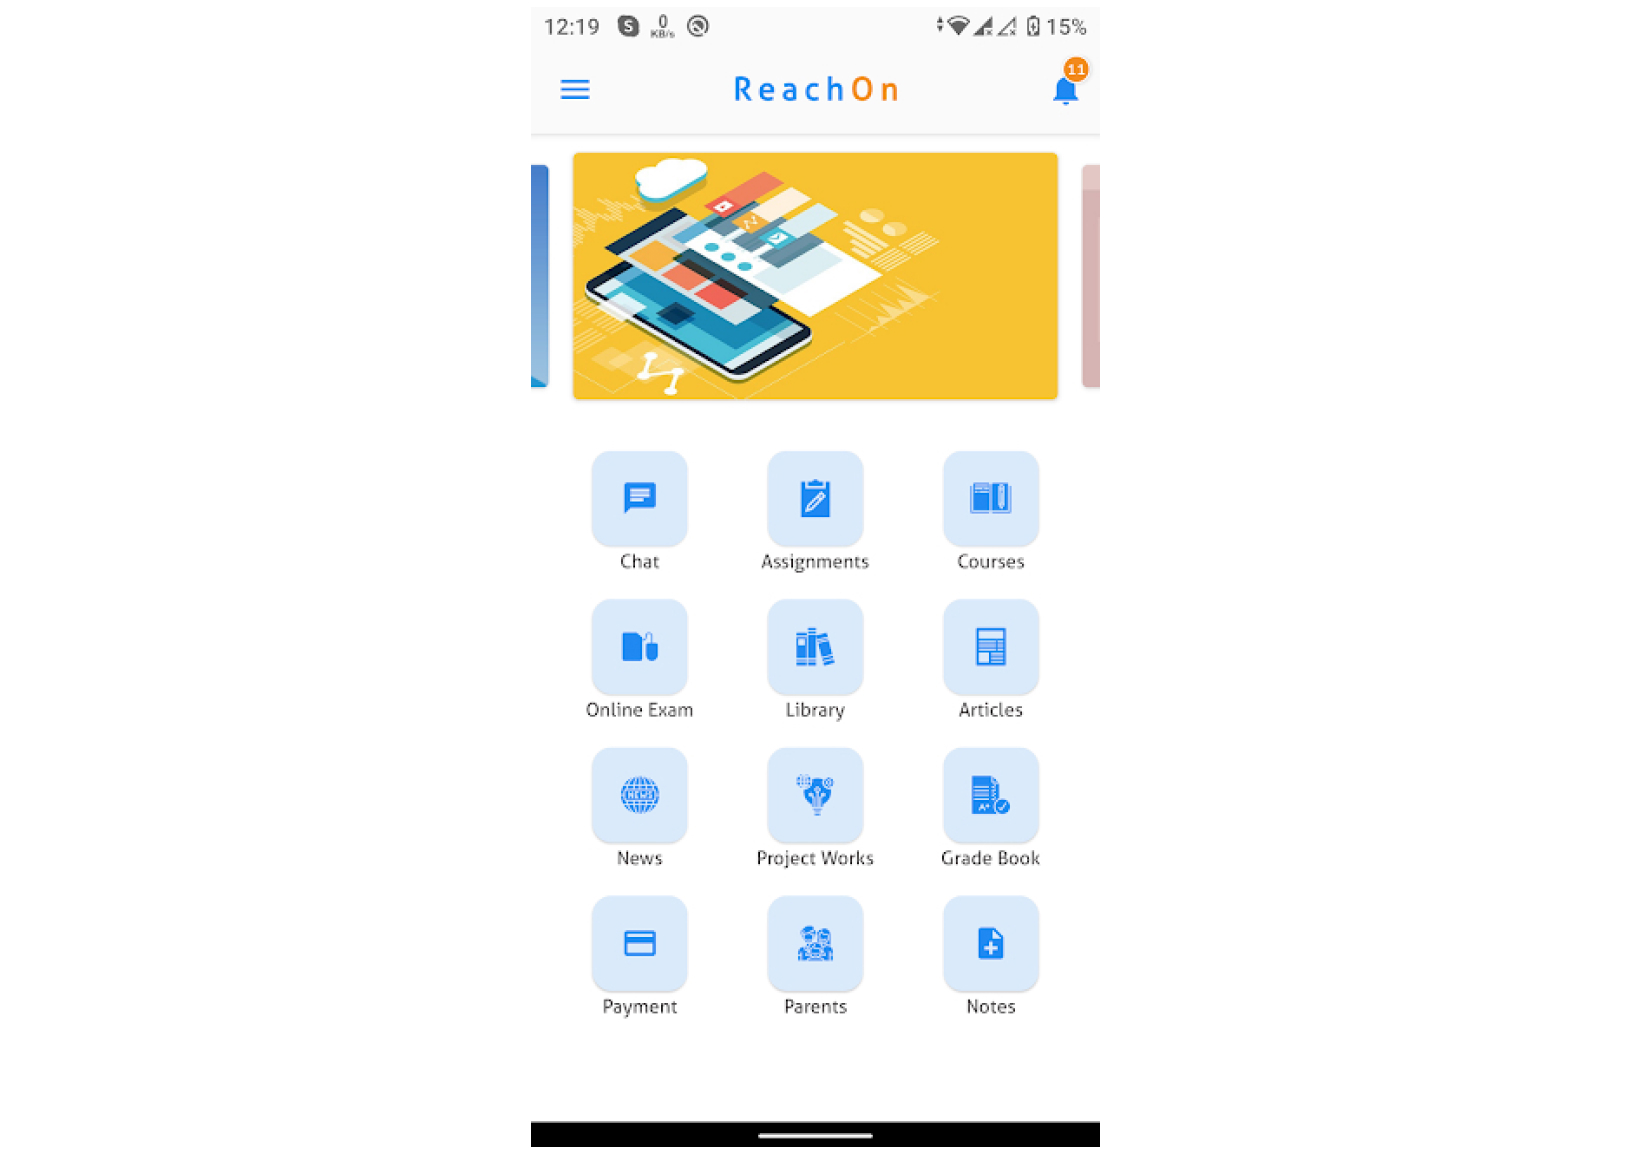 12:19 S 0 KB/s 15%
ReachOn 11
Chat Assignments Courses
Online Exam Library Articles
NEWS A+
News Project Works Grade Book
Payment Parents Notes